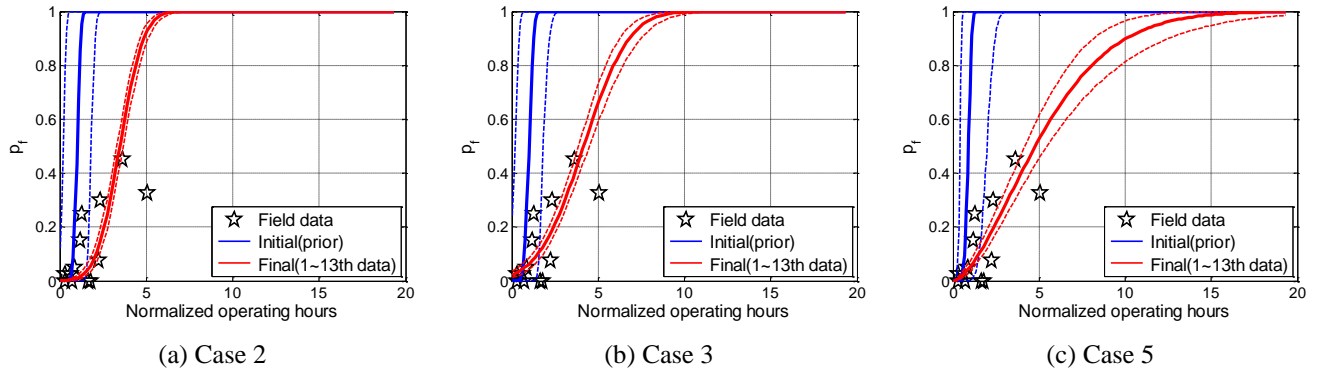 1
0.8
0.6
0.4
0.2
0
p_f
0 5 10 15 20
Normalized operating hours
Field data
Initial(prior)
Final(1~13th data)
(a) Case 2
1
0.8
0.6
0.4
0.2
0
p_f
0 5 10 15 20
Normalized operating hours
Field data
Initial(prior)
Final(1~13th data)
(b) Case 3
1
0.8
0.6
0.4
0.2
0
p_f
0 5 10 15 20
Normalized operating hours
Field data
Initial(prior)
Final(1~13th data)
(c) Case 5